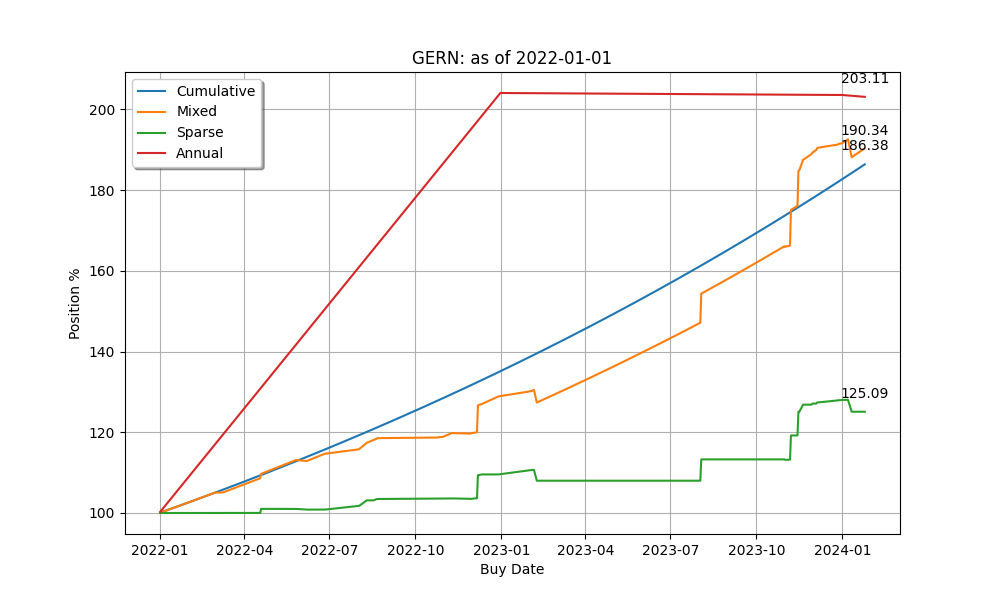 GERN: as of 2022-01-01
Cumulative
Mixed
Sparse
Annual
203.11
190.34
186.38
125.09
200
180
160
140
120
100
Position %
2022-01 2022-04 2022-07 2022-10 2023-01 2023-04 2023-07 2023-10 2024-01
Buy Date